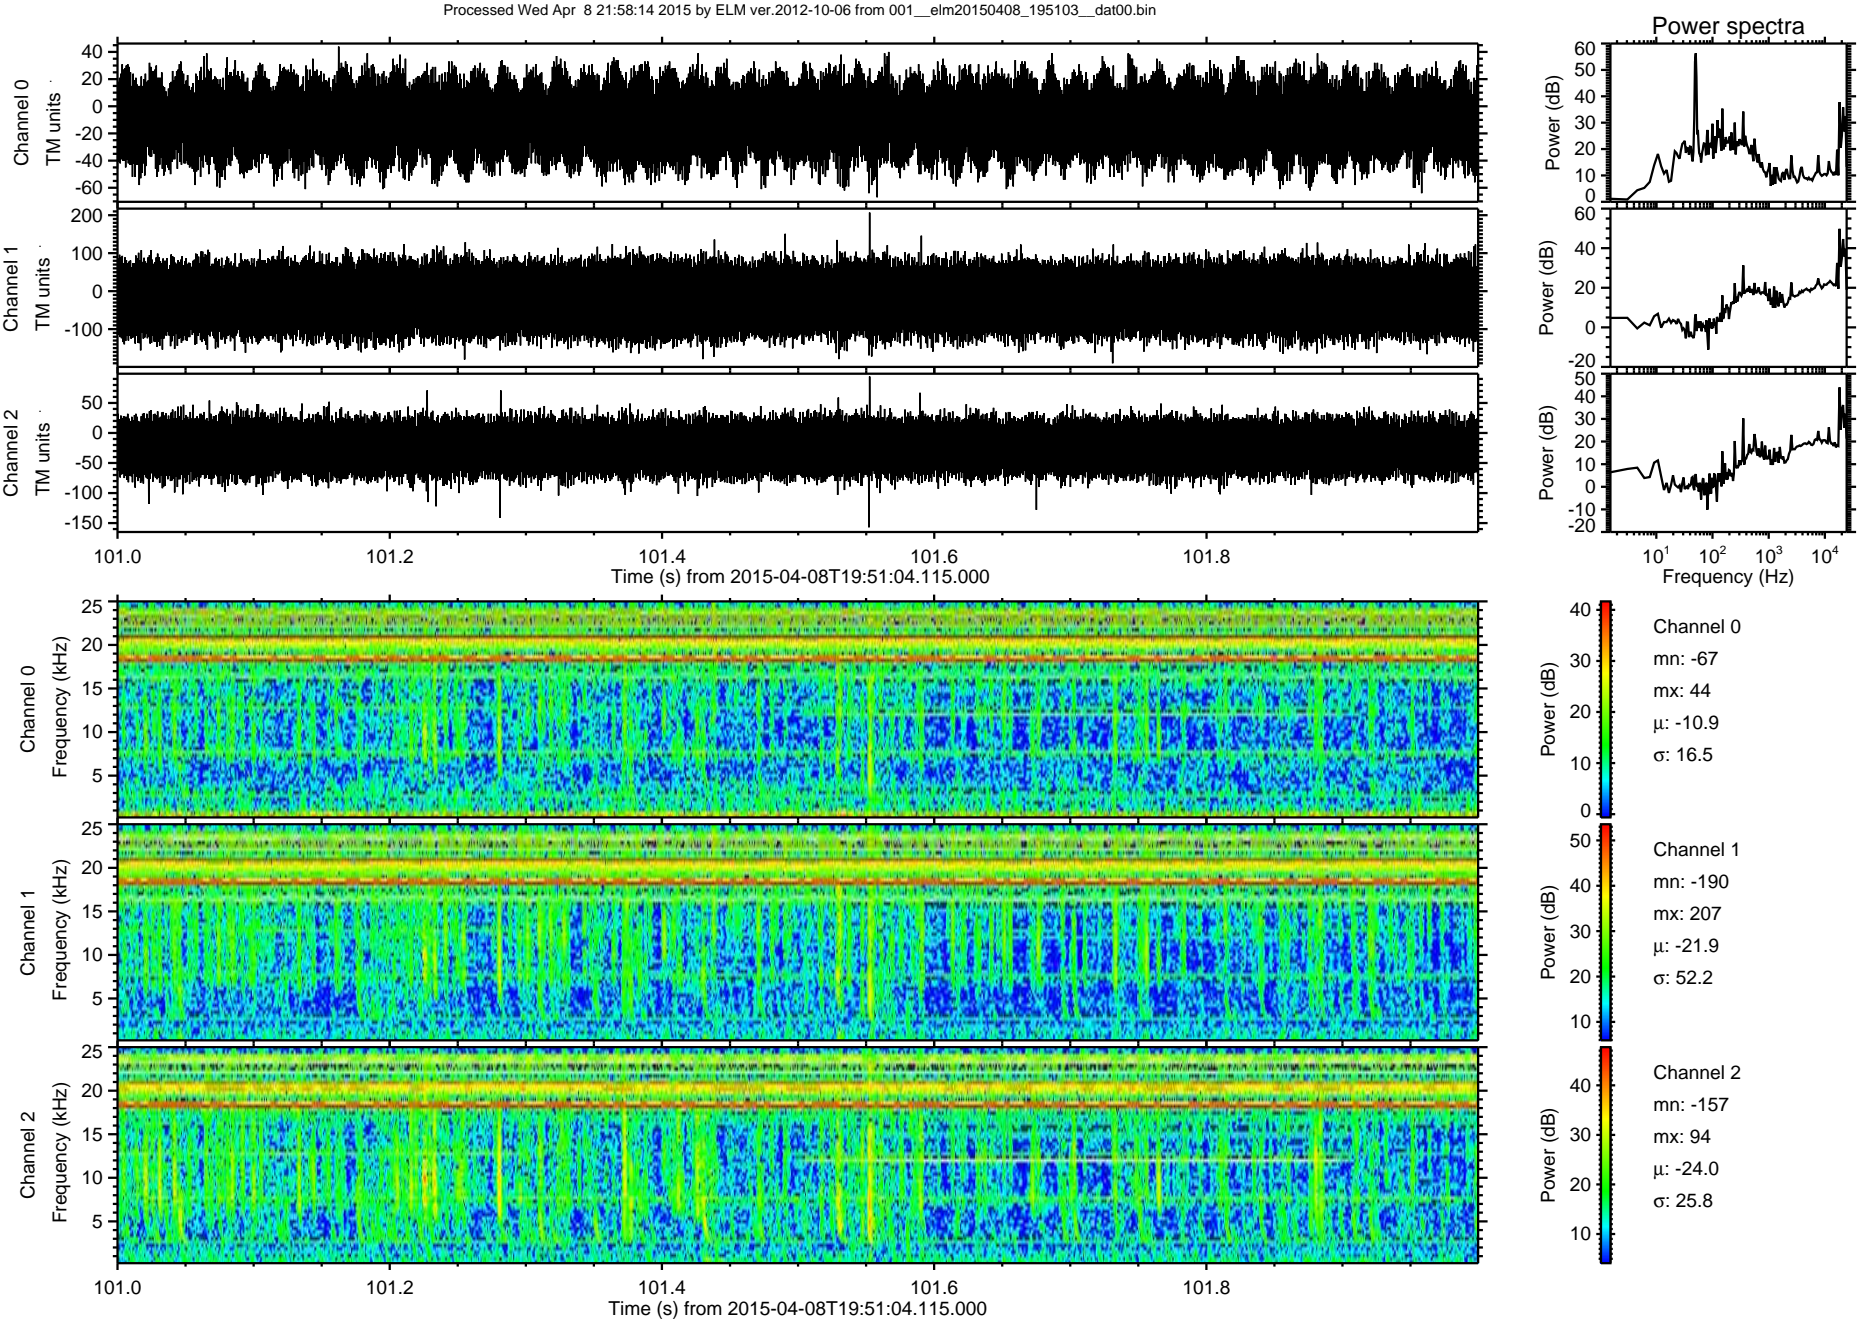 Processed Wed Apr 8 21:58:14 2015 by ELM ver.2012-10-06 from 001__elm20150408_195103__dat00.bin
Power spectra
Channel 0
TM units
40
20
0
-20
-40
-60
Power (dB)
60
50
40
30
20
10
0
Channel 1
TM units
200
100
0
-100
Power (dB)
60
40
20
0
-20
Channel 2
TM units
50
0
-50
-100
-150
Power (dB)
50
40
30
20
10
0
-10
-20
101.0 101.2 101.4 101.6 101.8
Time (s) from 2015-04-08T19:51:04.115.000
10¹ 10² 10³ 10⁴
Frequency (Hz)
Channel 0
Frequency (kHz)
25
20
15
10
5
Power (dB)
40
30
20
10
0
Channel 0
mn: -67
mx: 44
μ: -10.9
σ: 16.5
Channel 1
Frequency (kHz)
25
20
15
10
5
Power (dB)
50
40
30
20
10
Channel 1
mn: -190
mx: 207
μ: -21.9
σ: 52.2
Channel 2
Frequency (kHz)
25
20
15
10
5
Power (dB)
40
30
20
10
Channel 2
mn: -157
mx: 94
μ: -24.0
σ: 25.8
101.0 101.2 101.4 101.6 101.8
Time (s) from 2015-04-08T19:51:04.115.000